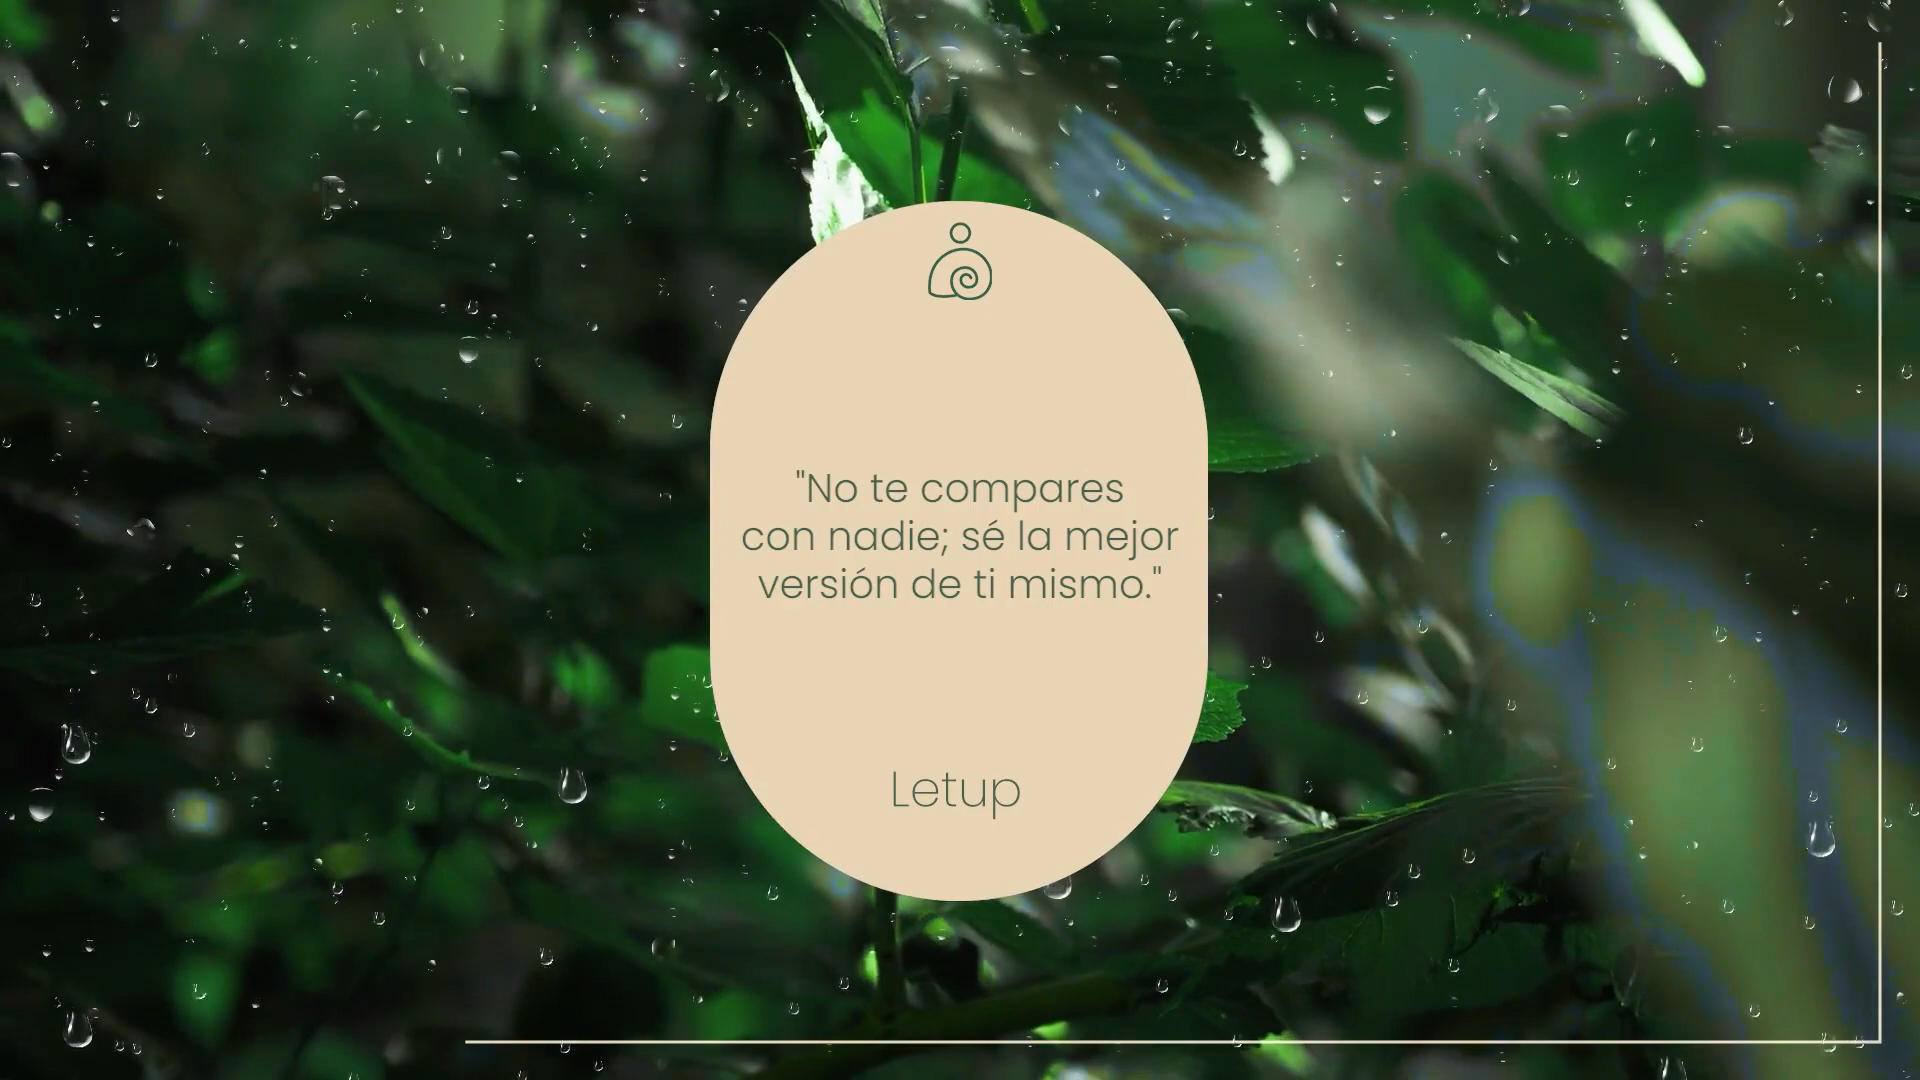 "No te compares
con nadie; sé la mejor
versión de ti mismo."
Letup